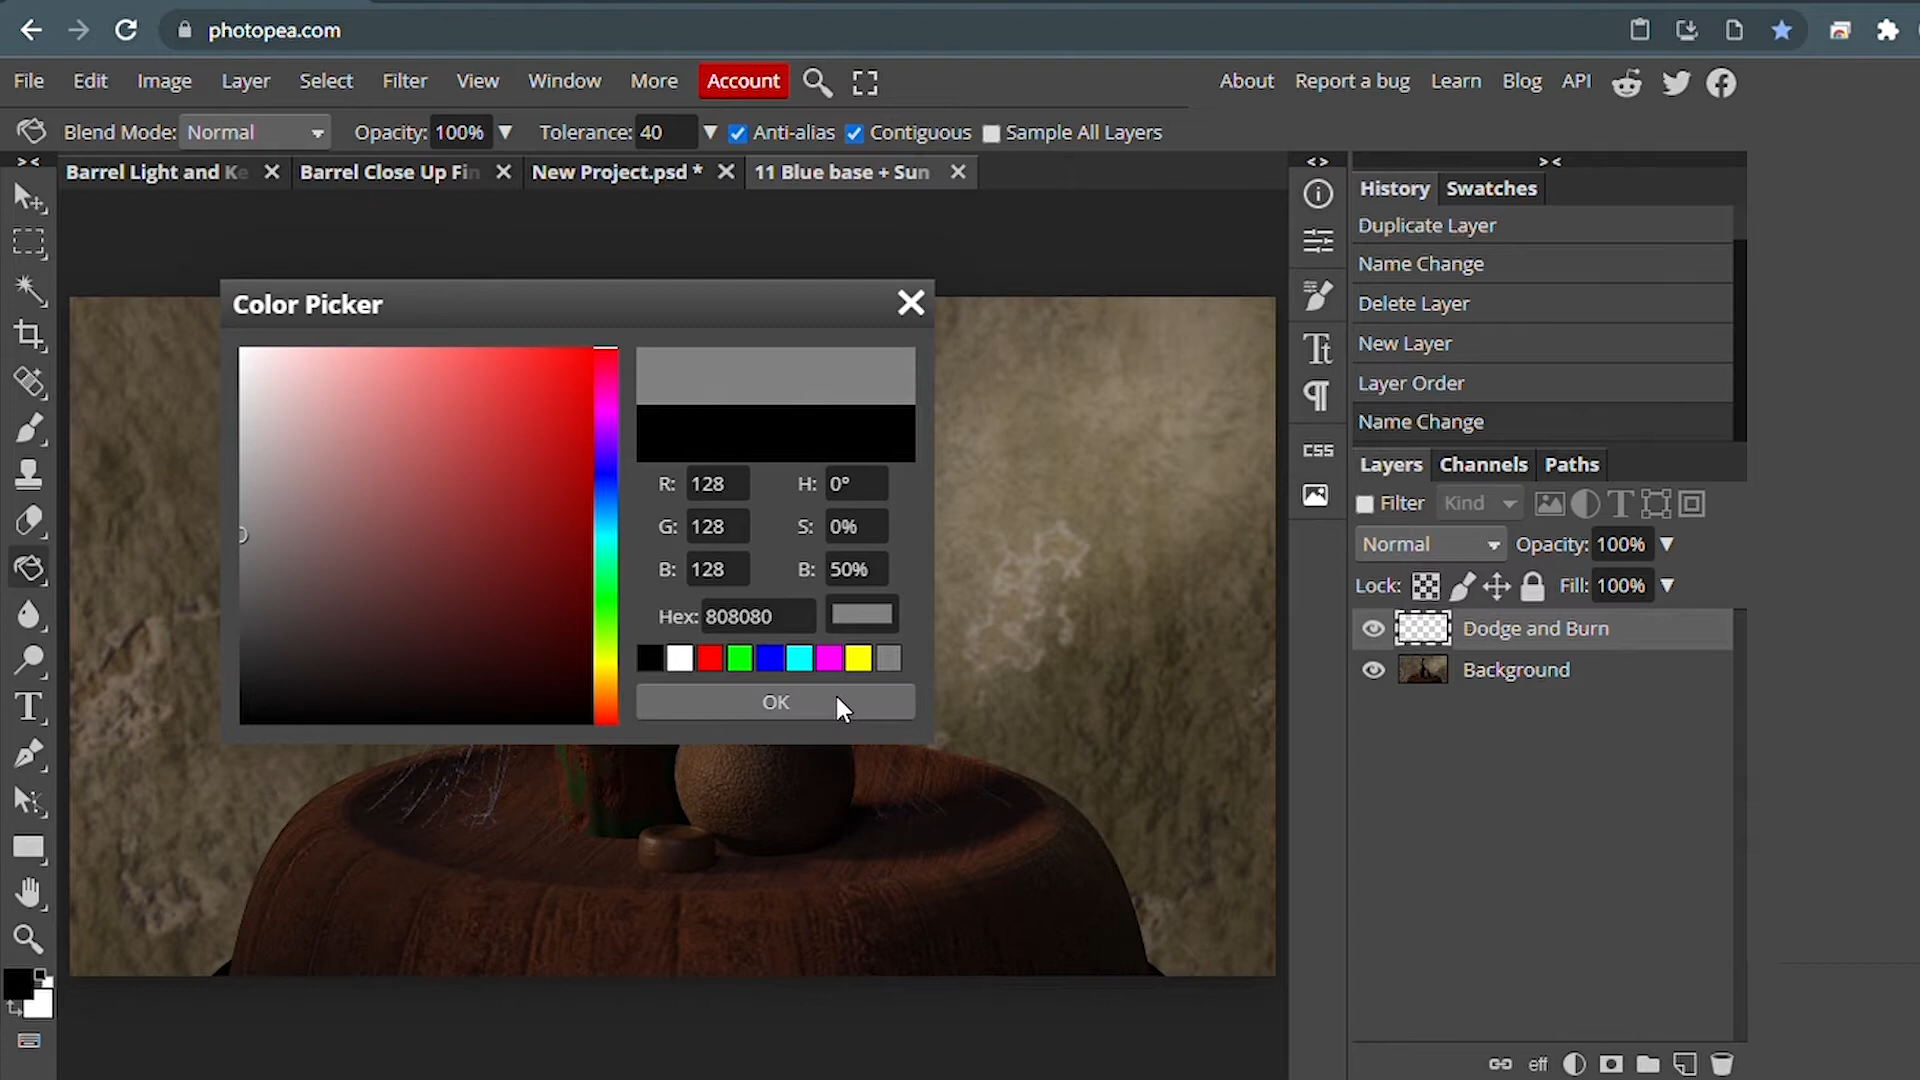 photopea.com
File Edit Image Layer Select Filter View Window More Account About Report a bug Learn Blog API
Blend Mode: Normal Opacity: 100% Tolerance: 40 Anti-alias Contiguous Sample All Layers
Barrel Light and Ke Barrel Close Up Fin New Project.psd * 11 Blue base + Sun
History Swatches
Duplicate Layer
Name Change
Delete Layer
New Layer
Layer Order
Name Change
Color Picker
R: 128 H: 0°
G: 128 S: 0%
B: 128 B: 50%
Hex: 808080
OK
CSS
Layers Channels Paths
Filter Kind
Normal Opacity: 100%
Lock: Fill: 100%
Dodge and Burn
Background
eff